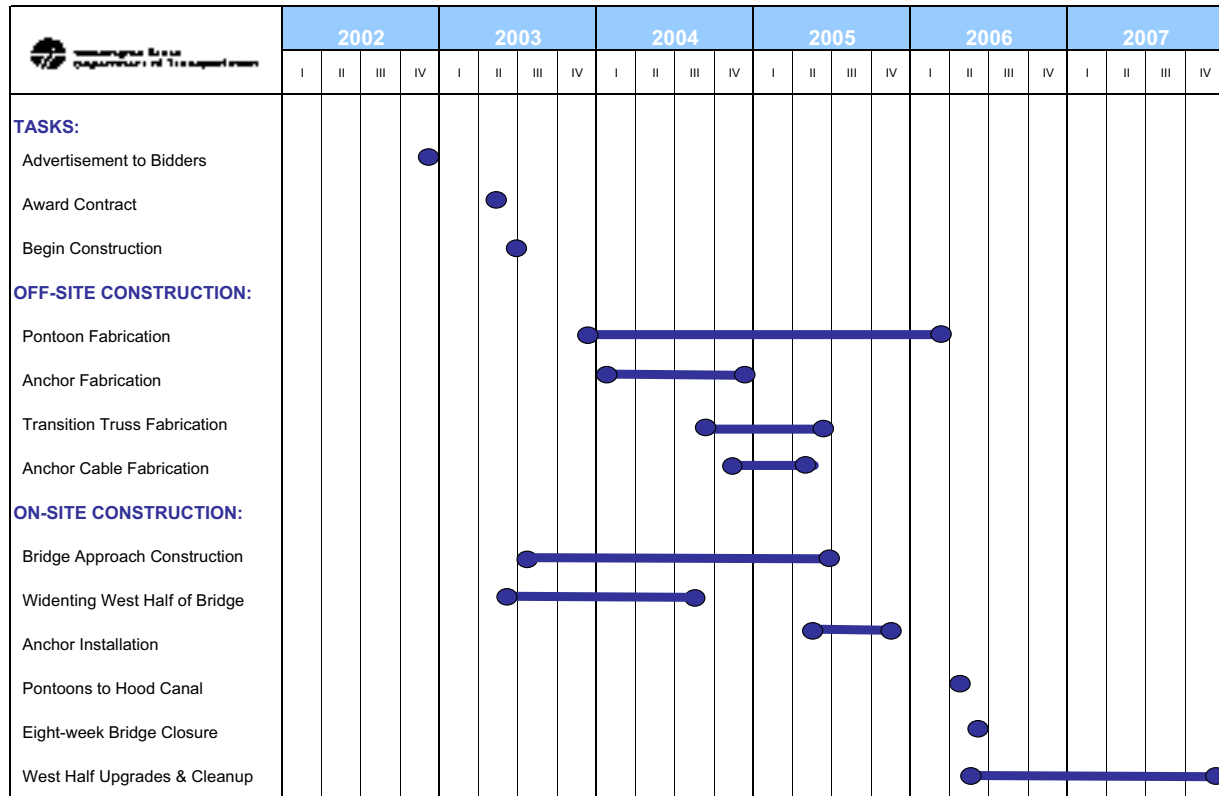 2002 2003 2004 2005 2006 2007
I II III IV I II III IV I II III IV I II III IV I II III IV I II III IV
TASKS:
Advertisement to Bidders
Award Contract
Begin Construction
OFF-SITE CONSTRUCTION:
Pontoon Fabrication
Anchor Fabrication
Transition Truss Fabrication
Anchor Cable Fabrication
ON-SITE CONSTRUCTION:
Bridge Approach Construction
Widenting West Half of Bridge
Anchor Installation
Pontoons to Hood Canal
Eight-week Bridge Closure
West Half Upgrades & Cleanup